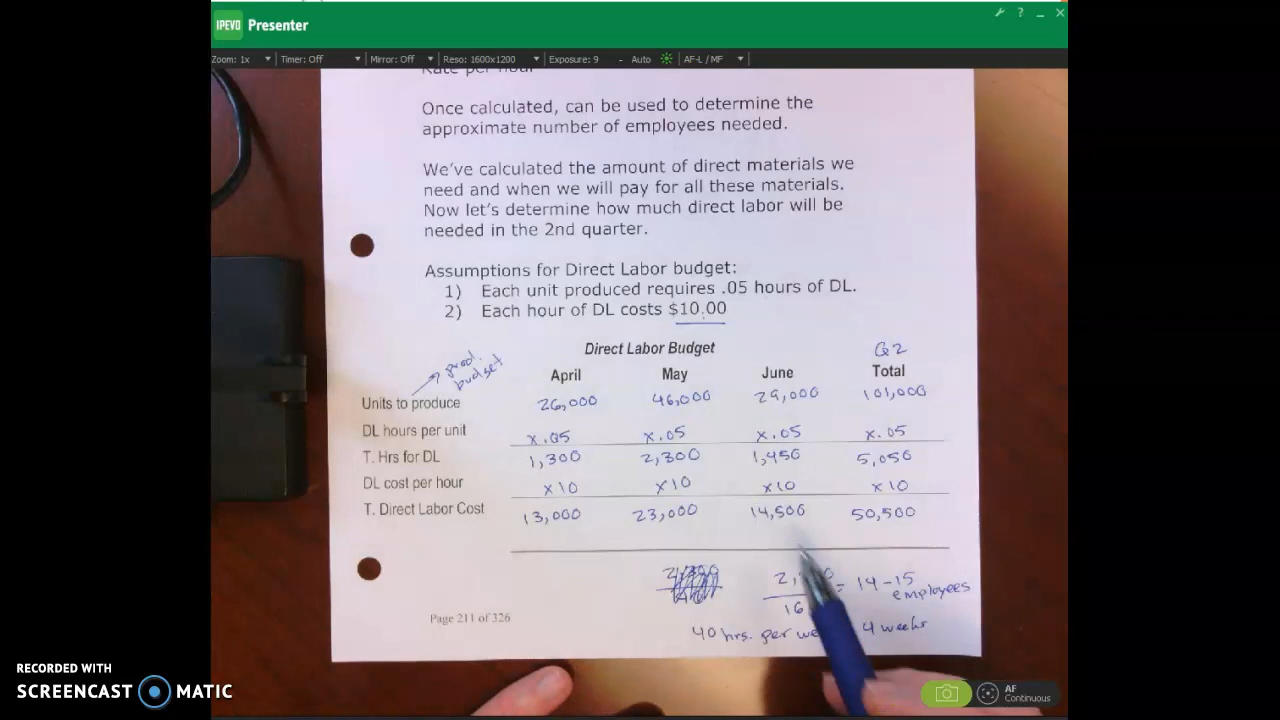 IPEVO Presenter
Zoom: 1x Timer: Off Mirror: Off Reso: 1600x1200 Exposure: 9 - Auto AF-L / MF
Rate per hour
Once calculated, can be used to determine the
approximate number of employees needed.
We've calculated the amount of direct materials we
need and when we will pay for all these materials.
Now let's determine how much direct labor will be
needed in the 2nd quarter.
Assumptions for Direct Labor budget:
1) Each unit produced requires .05 hours of DL.
2) Each hour of DL costs $10.00
Direct Labor Budget
prod. budget
Q2
April May June Total
Units to produce 26,000 46,000 29,000 101,000
DL hours per unit x.05 x.05 x.05 x.05
T. Hrs for DL 1,300 2,300 1,450 5,050
DL cost per hour x10 x10 x10 x10
T. Direct Labor Cost 13,000 23,000 14,500 50,500
= 14-15
employees
Page 211 of 326
40 hrs. per 4 weeks
RECORDED WITH
SCREENCAST MATIC
AF
Continuous